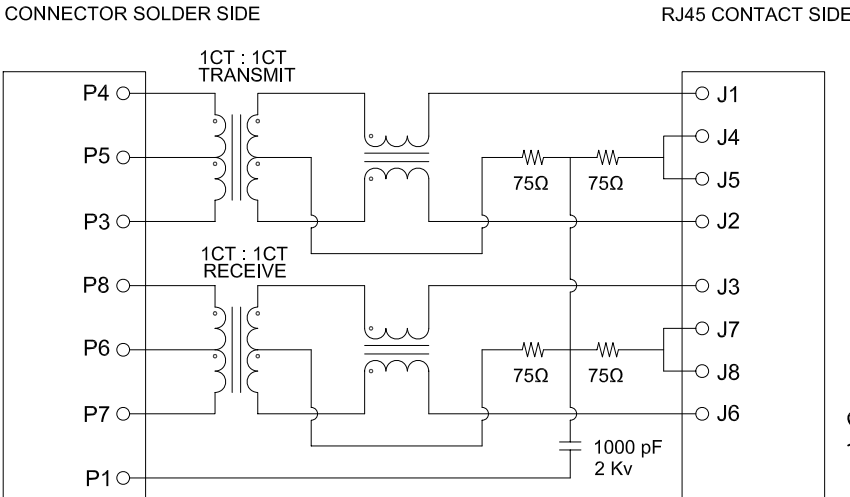 CONNECTOR SOLDER SIDE
RJ45 CONTACT SIDE
1CT : 1CT
TRANSMIT
P4
J1
J4
P5
75Ω
75Ω
J5
P3
J2
1CT : 1CT
RECEIVE
P8
J3
J7
P6
75Ω
75Ω
J8
P7
J6
1000 pF
2 Kv
P1